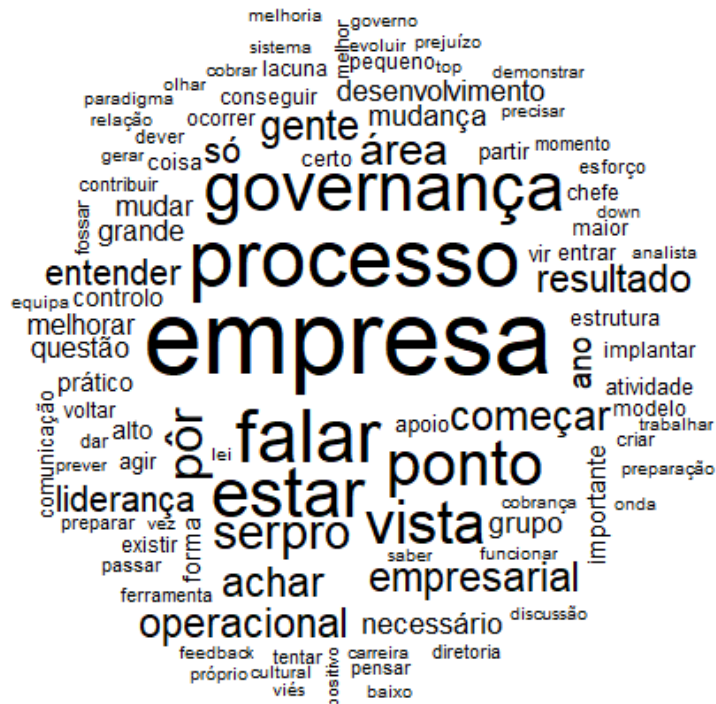 melhoria
governo
sistema
melhor
evoluir
prejuízo
cobrar
lacuna
pequeno
top
demonstrar
olhar
paradigma
conseguir
desenvolvimento
relação
ocorrer
gente
mudança
precisar
dever
só
certo
área
partir
momento
gerar
coisa
esforço
contribuir
governança
chefe
mudar
down
fossar
grande
maior
processo
vir
entrar
analista
entender
resultado
equipa
controlo
empresa
estrutura
melhorar
questão
ano
implantar
prático
atividade
comunicação
voltar
pôr
falar
apoio
começar
modelo
trabalhar
dar
alto
lei
criar
prever
agir
ponto
importante
preparação
liderança
estar
vista
cobrança
onda
preparar
vez
forma
serpro
grupo
existir
saber
funcionar
passar
achar
empresarial
ferramenta
operacional
necessário
discussão
feedback
tentar
positivo
carreira
diretoria
próprio
cultural
pensar
viés
baixo